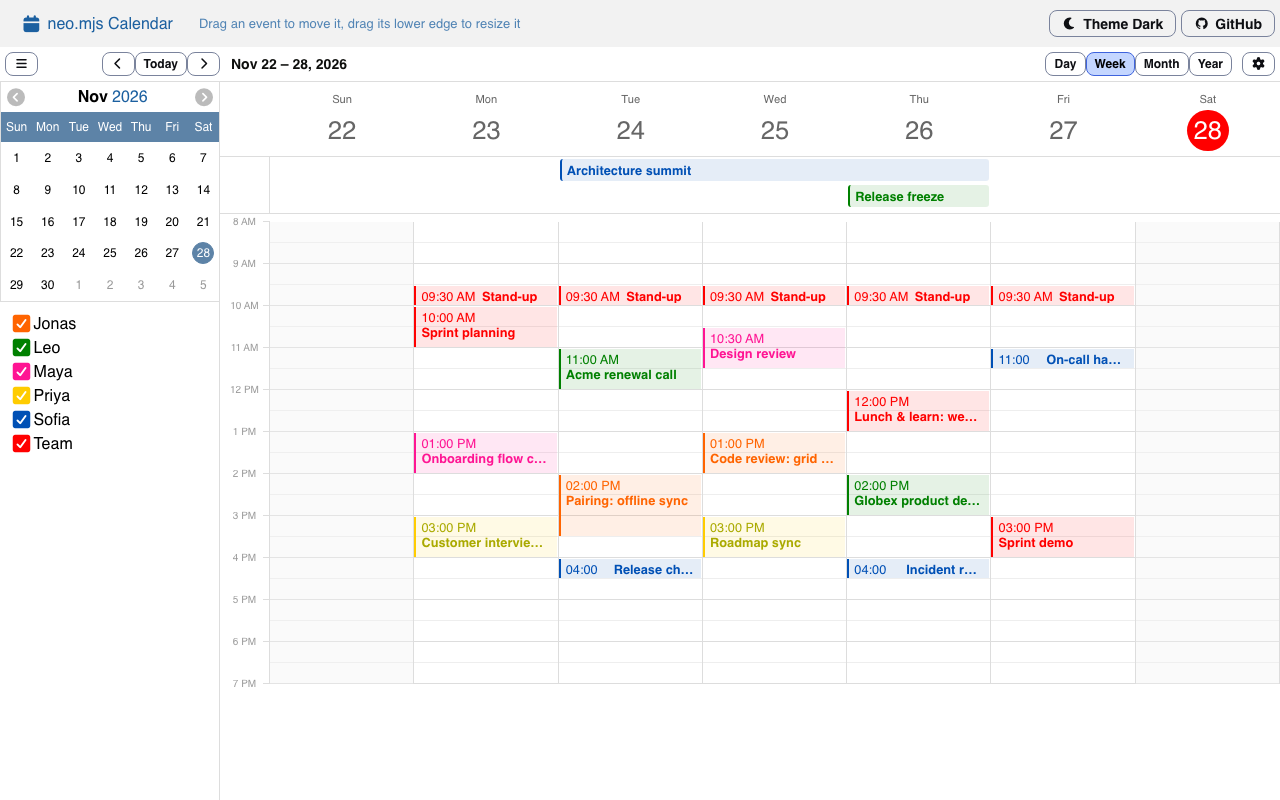 neo.mjs Calendar
Drag an event to move it, drag its lower edge to resize it
Theme Dark
GitHub
Today
Nov 22 – 28, 2026
Day
Week
Month
Year
Nov 2026
Sun Mon Tue Wed Thu Fri Sat
1 2 3 4 5 6 7
8 9 10 11 12 13 14
15 16 17 18 19 20 21
22 23 24 25 26 27 28
29 30 1 2 3 4 5
Jonas
Leo
Maya
Priya
Sofia
Team
Sun Mon Tue Wed Thu Fri Sat
22 23 24 25 26 27 28
Architecture summit
Release freeze
8 AM
9 AM
10 AM
11 AM
12 PM
1 PM
2 PM
3 PM
4 PM
5 PM
6 PM
7 PM
09:30 AM Stand-up
10:00 AM
Sprint planning
01:00 PM
Onboarding flow c...
03:00 PM
Customer intervie...
09:30 AM Stand-up
11:00 AM
Acme renewal call
02:00 PM
Pairing: offline sync
04:00 Release ch...
09:30 AM Stand-up
10:30 AM
Design review
01:00 PM
Code review: grid ...
03:00 PM
Roadmap sync
09:30 AM Stand-up
12:00 PM
Lunch & learn: we...
02:00 PM
Globex product de...
04:00 Incident r...
09:30 AM Stand-up
11:00 On-call ha...
03:00 PM
Sprint demo